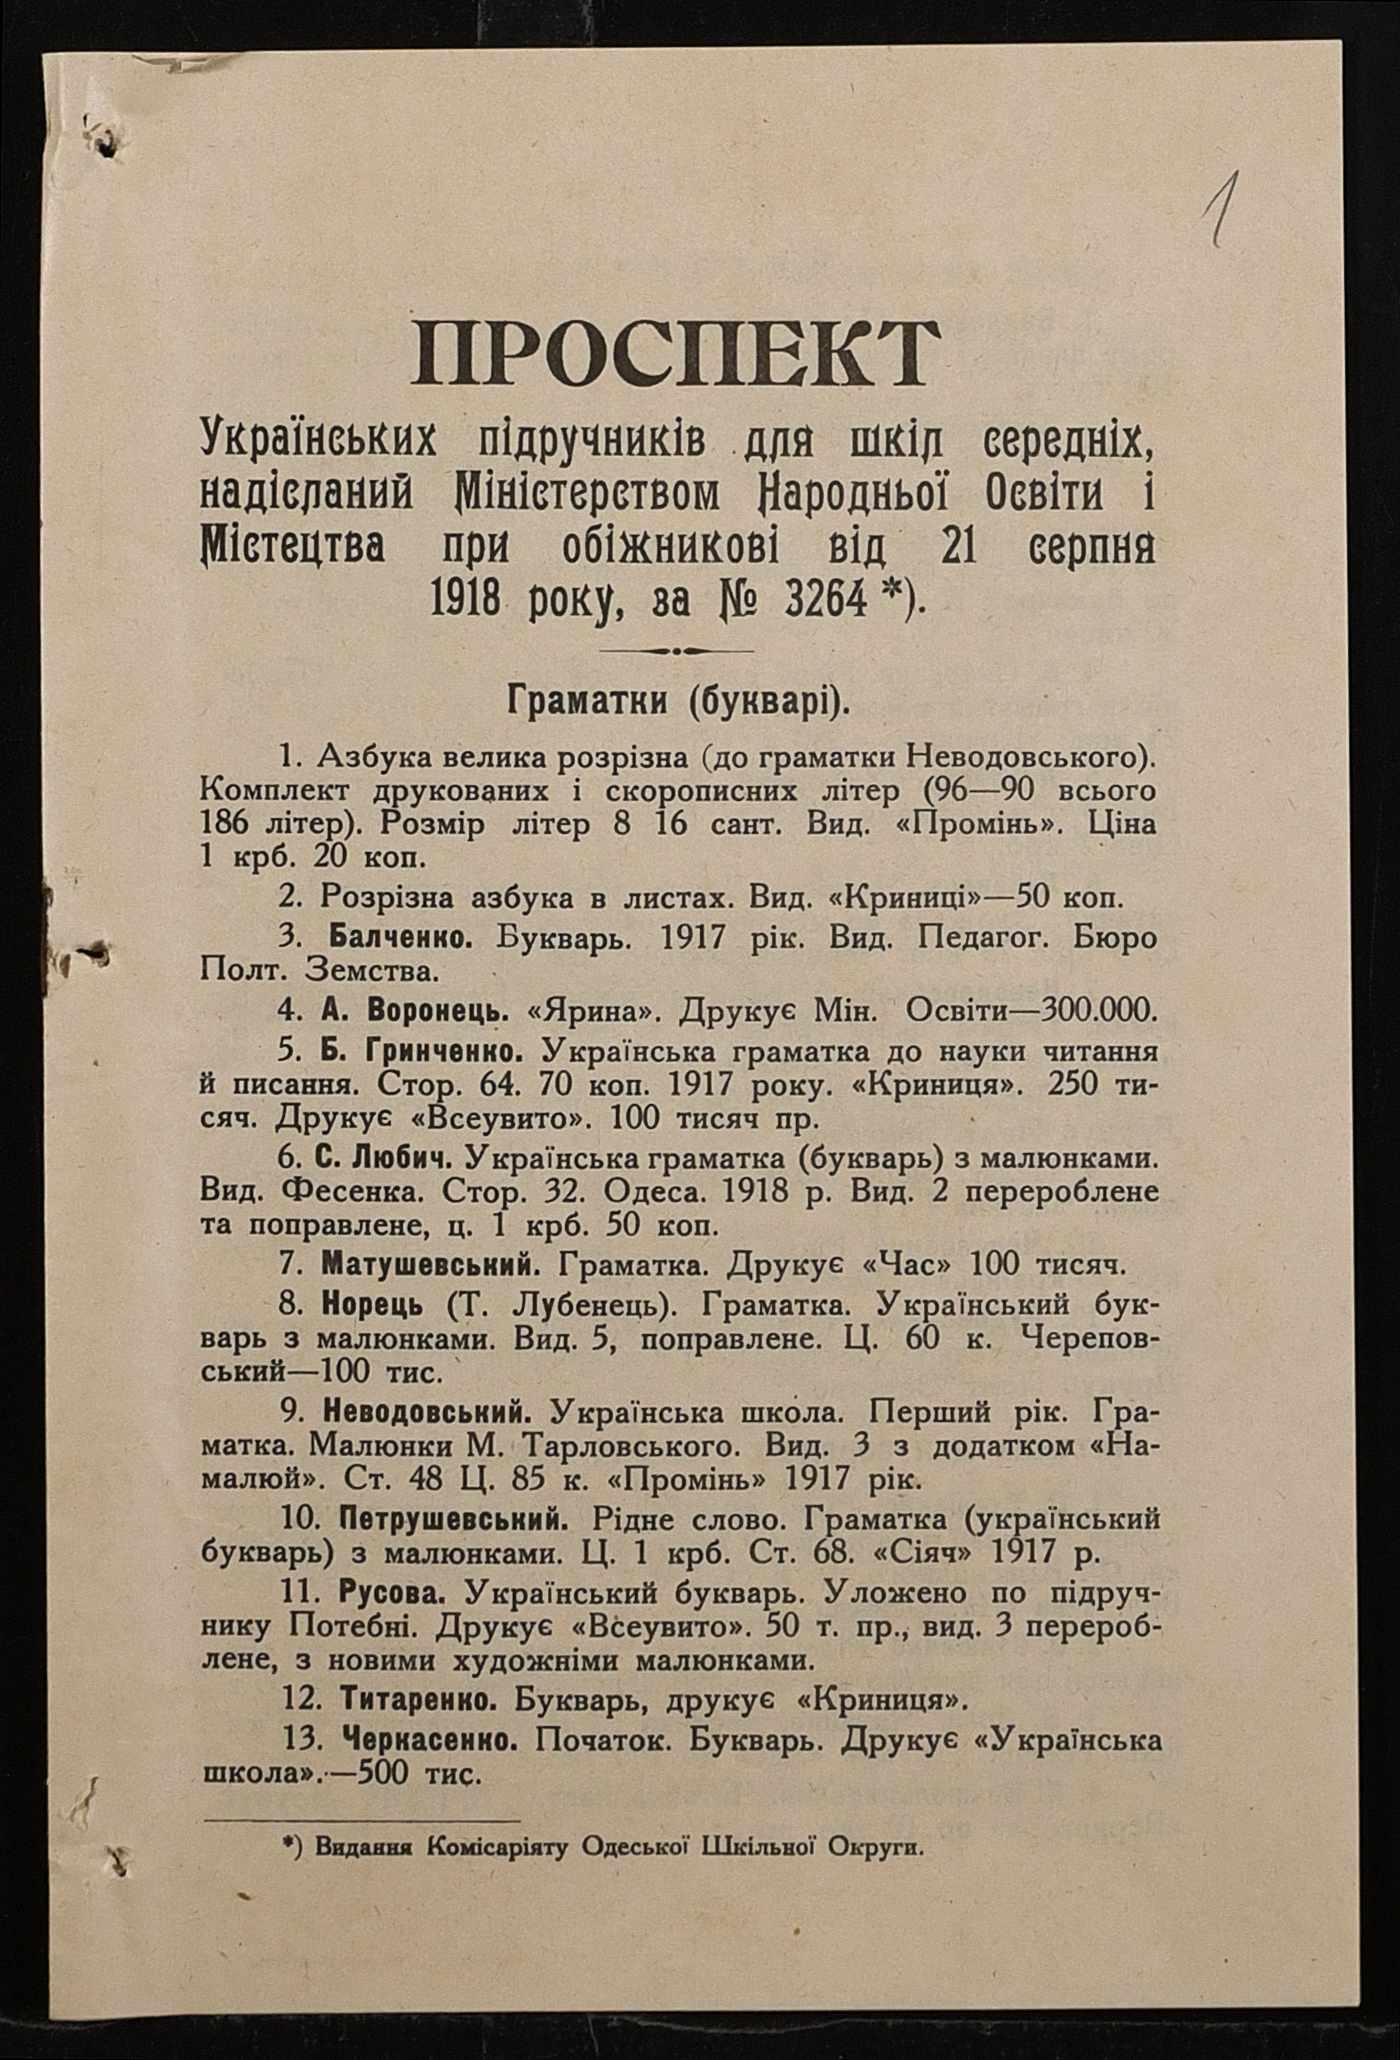 1
ПРОСПЕКТ
Українських підручників для шкіл середніх,
надісланий Міністерством Народньої Освіти і
Містецтва при обіжникові від 21 серпня
1918 року, за № 3264 *).
Граматки (букварі).
1. Азбука велика розрізна (до граматки Неводовського).
Комплект друкованих і скорописних літер (96—90 всього
186 літер). Розмір літер 8 16 сант. Вид. «Промінь». Ціна
1 крб. 20 коп.
2. Розрізна азбука в листах. Вид. «Криниці»—50 коп.
3. Балченко. Букварь. 1917 рік. Вид. Педагог. Бюро
Полт. Земства.
4. А. Воронець. «Ярина». Друкує Мін. Освіти—300.000.
5. Б. Гринченко. Українська граматка до науки читання
й писання. Стор. 64. 70 коп. 1917 року. «Криниця». 250 ти-
сяч. Друкує «Всеувито». 100 тисяч пр.
6. С. Любич. Українська граматка (букварь) з малюнками.
Вид. Фесенка. Стор. 32. Одеса. 1918 р. Вид. 2 перероблене
та поправлене, ц. 1 крб. 50 коп.
7. Матушевський. Граматка. Друкує «Час» 100 тисяч.
8. Норець (Т. Лубенець). Граматка. Український бук-
варь з малюнками. Вид. 5, поправлене. Ц. 60 к. Черепов-
ський—100 тис.
9. Неводовський. Українська школа. Перший рік. Гра-
матка. Малюнки М. Тарловського. Вид. 3 з додатком «На-
малюй». Ст. 48 Ц. 85 к. «Промінь» 1917 рік.
10. Петрушевський. Рідне слово. Граматка (український
букварь) з малюнками. Ц. 1 крб. Ст. 68. «Сіяч» 1917 р.
11. Русова. Український букварь. Уложено по підруч-
нику Потебні. Друкує «Всеувито». 50 т. пр., вид. 3 перероб-
лене, з новими художніми малюнками.
12. Титаренко. Букварь, друкує «Криниця».
13. Черкасенко. Початок. Букварь. Друкує «Українська
школа».—500 тис.
*) Видання Комісаріяту Одеської Шкільної Округи.